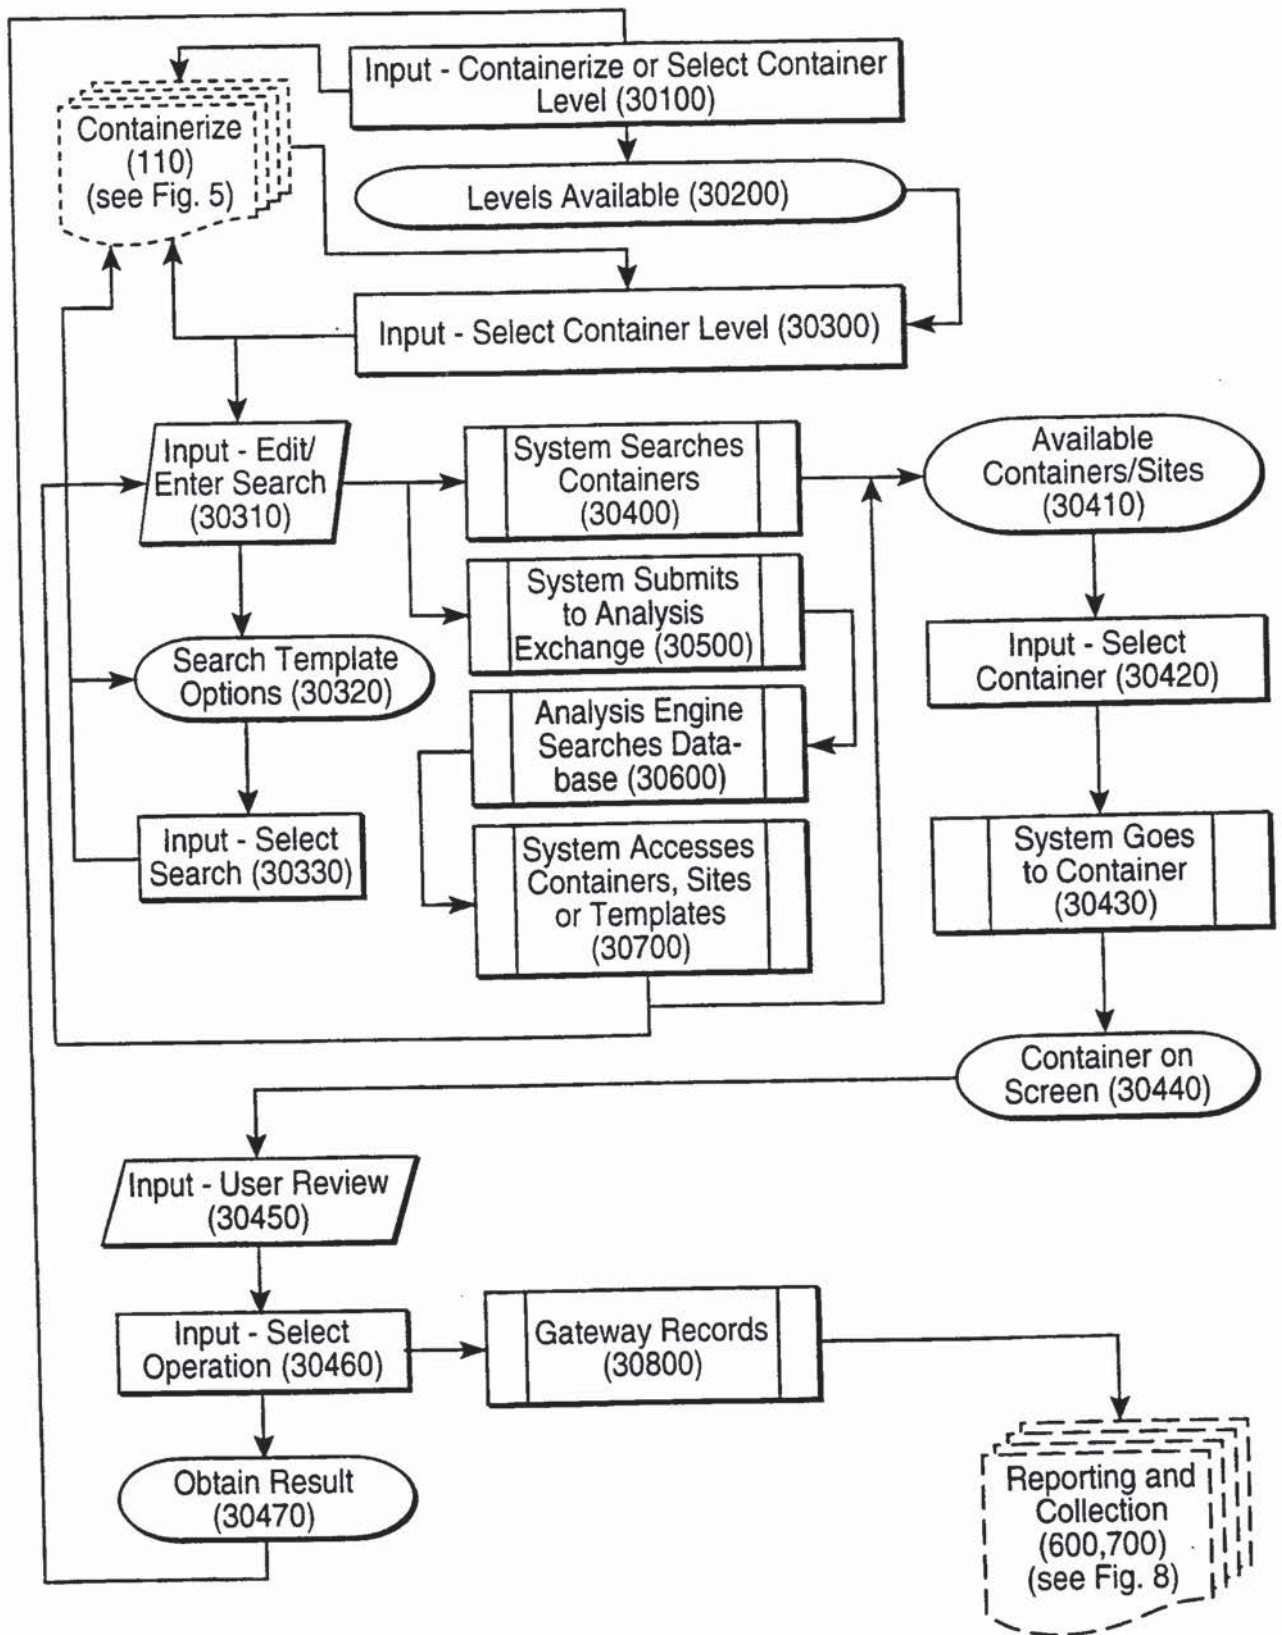 Input - Containerize or Select Container
Level (30100)
Containerize
(110)
(see Fig. 5)
Levels Available (30200)
Input - Select Container Level (30300)
Input - Edit/
Enter Search
(30310)
System Searches
Containers
(30400)
Available
Containers/Sites
(30410)
System Submits
to Analysis
Exchange (30500)
Input - Select
Container (30420)
Search Template
Options (30320)
Analysis Engine
Searches Data-
base (30600)
Input - Select
Search (30330)
System Accesses
Containers, Sites
or Templates
(30700)
System Goes
to Container
(30430)
Container on
Screen (30440)
Input - User Review
(30450)
Input - Select
Operation (30460)
Gateway Records
(30800)
Obtain Result
(30470)
Reporting and
Collection
(600,700)
(see Fig. 8)